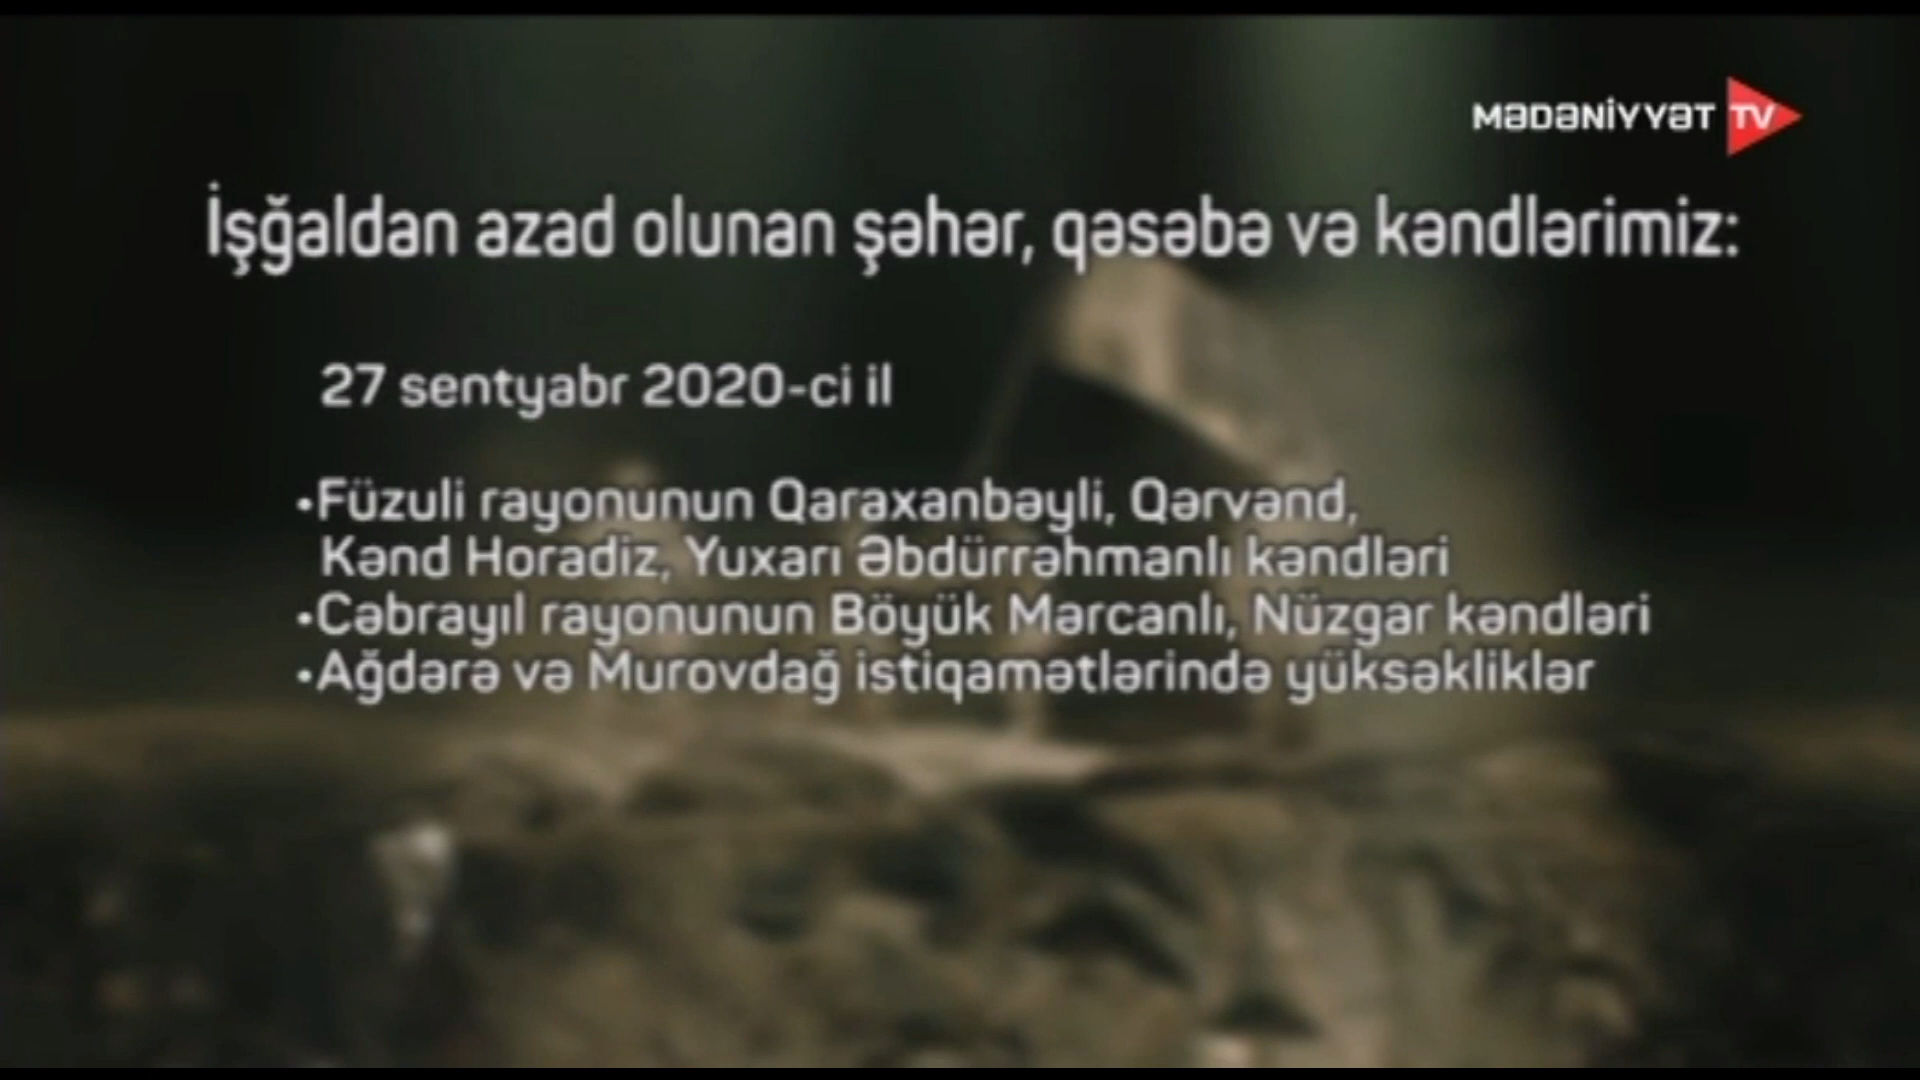 MƏDƏNİYYƏT TV
İşğaldan azad olunan şəhər, qəsəbə və kəndlərimiz:
27 sentyabr 2020-ci il
•Füzuli rayonunun Qaraxanbəyli, Qərvənd,
Kənd Horadiz, Yuxarı Əbdürrəhmanlı kəndləri
•Cəbrayıl rayonunun Böyük Mərcanlı, Nüzgar kəndləri
•Ağdərə və Murovdağ istiqamətlərində yüksəkliklər